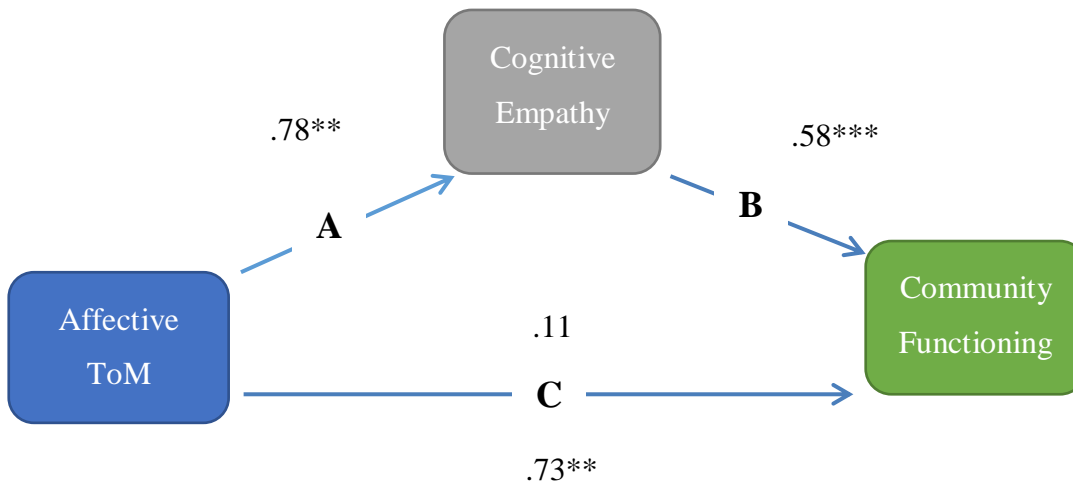 Cognitive
Empathy
.78**
.58***
A
B
Affective
ToM
.11
Community
Functioning
C
.73**